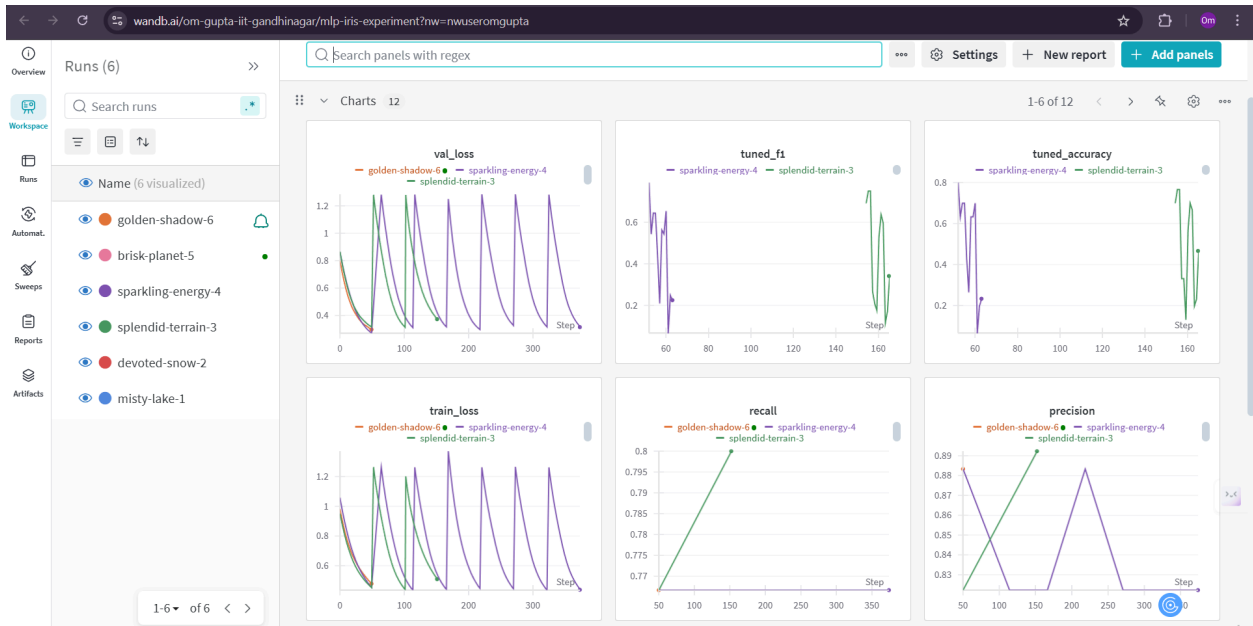 wandb.ai/om-gupta-iit-gandhinagar/mlp-iris-experiment?nw=nwuseromgupta
Om
Overview
Workspace
Runs
Automat.
Sweeps
Reports
Artifacts
Runs (6)
Search runs
.*
Name (6 visualized)
golden-shadow-6
brisk-planet-5
sparkling-energy-4
splendid-terrain-3
devoted-snow-2
misty-lake-1
1-6 of 6
Search panels with regex
Settings
New report
Add panels
Charts 12
1-6 of 12
val_loss
golden-shadow-6 sparkling-energy-4
splendid-terrain-3
1.2
1
0.8
0.6
0.4
Step
0 100 200 300
tuned_f1
sparkling-energy-4 splendid-terrain-3
0.6
0.4
0.2
Step
60 80 100 120 140 160
tuned_accuracy
sparkling-energy-4 splendid-terrain-3
0.8
0.6
0.4
0.2
Step
60 80 100 120 140 160
train_loss
golden-shadow-6 sparkling-energy-4
splendid-terrain-3
1.2
1
0.8
0.6
Step
0 100 200 300
recall
golden-shadow-6 sparkling-energy-4
splendid-terrain-3
0.8
0.795
0.79
0.785
0.78
0.775
0.77
Step
50 100 150 200 250 300 350
precision
golden-shadow-6 sparkling-energy-4
splendid-terrain-3
0.89
0.88
0.87
0.86
0.85
0.84
0.83
Step
50 100 150 200 250 300